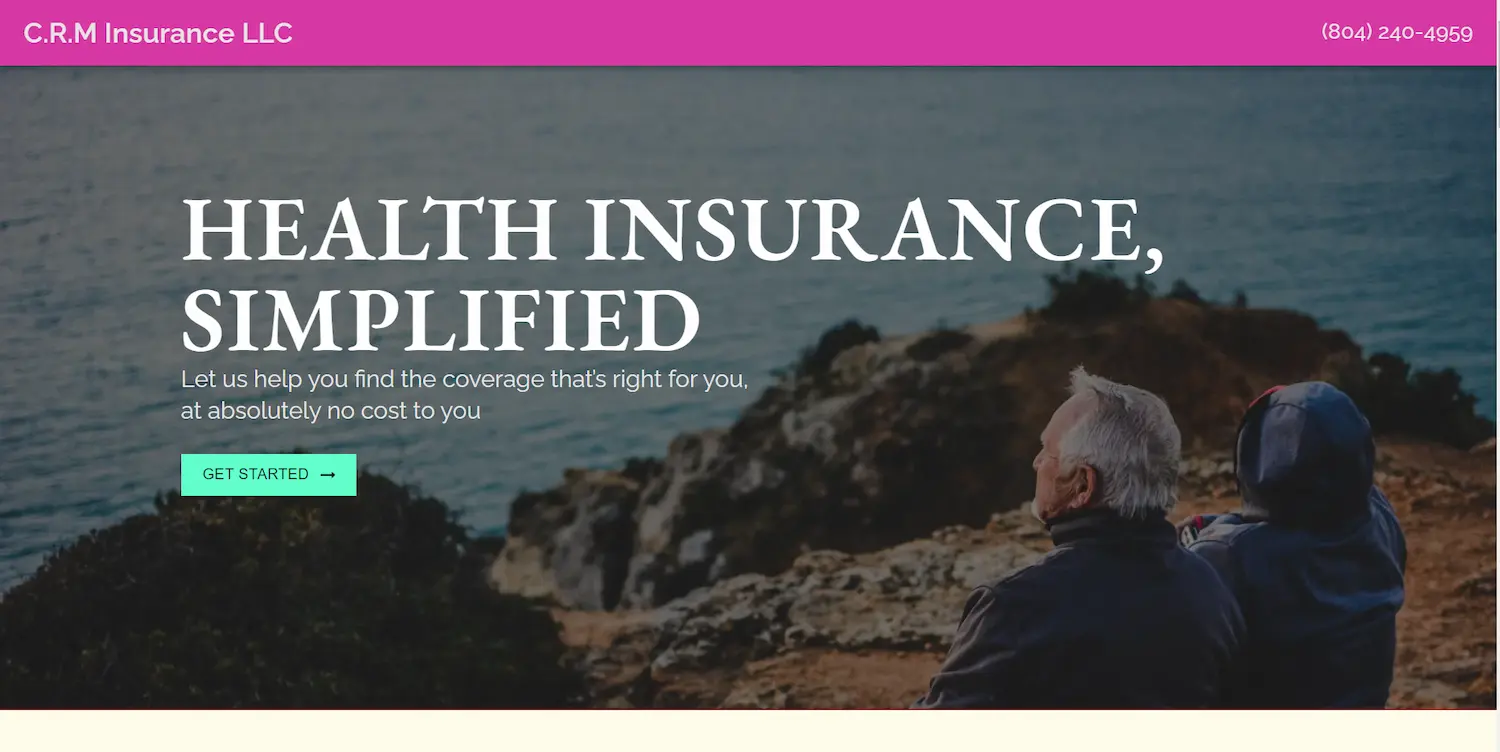 C.R.M Insurance LLC
(804) 240-4959
HEALTH INSURANCE,
SIMPLIFIED
Let us help you find the coverage that's right for you,
at absolutely no cost to you
GET STARTED →